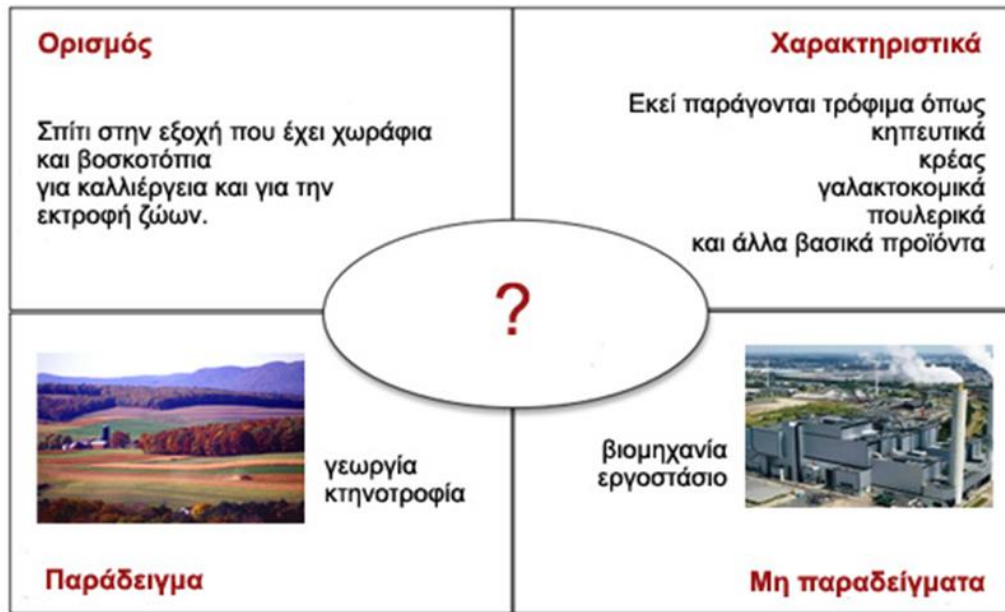 Ορισμός
Σπίτι στην εξοχή που έχει χωράφια
και βοσκοτόπια
για καλλιέργεια και για την
εκτροφή ζώων.
Χαρακτηριστικά
Εκεί παράγονται τρόφιμα όπως
κηπευτικά
κρέας
γαλακτοκομικά
πουλερικά
και άλλα βασικά προϊόντα
?
γεωργία
κτηνοτροφία
Παράδειγμα
βιομηχανία
εργοστάσιο
Μη παραδείγματα